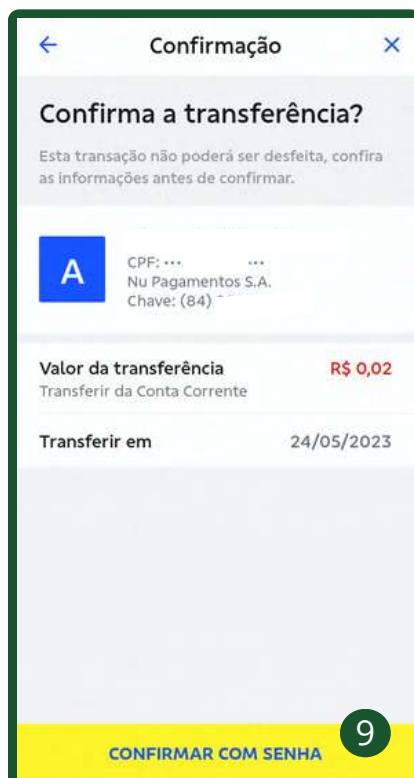 Confirmação
Confirma a transferência?
Esta transação não poderá ser desfeita, confira
as informações antes de confirmar.
A
CPF: ••• •••
Nu Pagamentos S.A.
Chave: (84)
Valor da transferência R$ 0,02
Transferir da Conta Corrente
Transferir em 24/05/2023
9
CONFIRMAR COM SENHA